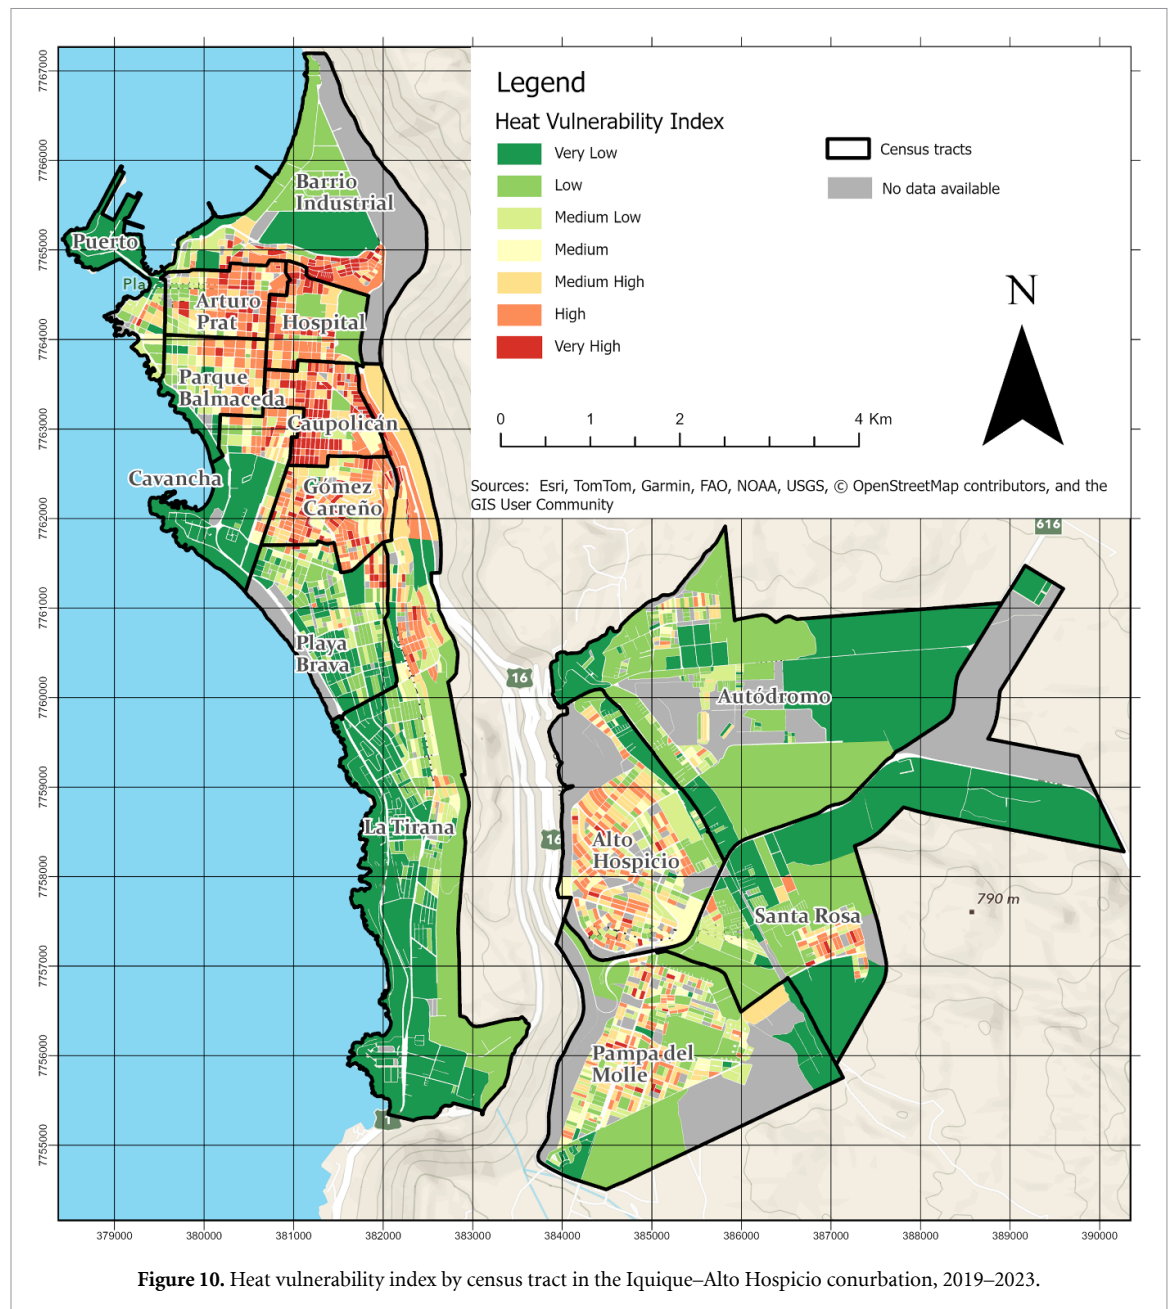 Legend
Heat Vulnerability Index
Very Low
Low
Medium Low
Medium
Medium High
High
Very High
Census tracts
No data available
N
0 1 2 4 Km
Sources: Esri, TomTom, Garmin, FAO, NOAA, USGS, © OpenStreetMap contributors, and the
GIS User Community
7767000
7766000
7765000
7764000
7763000
7762000
7761000
7760000
7759000
7758000
7757000
7756000
7755000
Barrio
Industrial
Puerto
Pla
Arturo
Prat
Hospital
Parque
Balmaceda
Caupolicán
Cavancha
Gómez
Carreño
616
Playa
Brava
16
Autódromo
La Tirana
16
Alto
Hospicio
790 m
Santa Rosa
Pampa del
Molle
1
379000 380000 381000 382000 383000 384000 385000 386000 387000 388000 389000 390000
Figure 10. Heat vulnerability index by census tract in the Iquique–Alto Hospicio conurbation, 2019–2023.